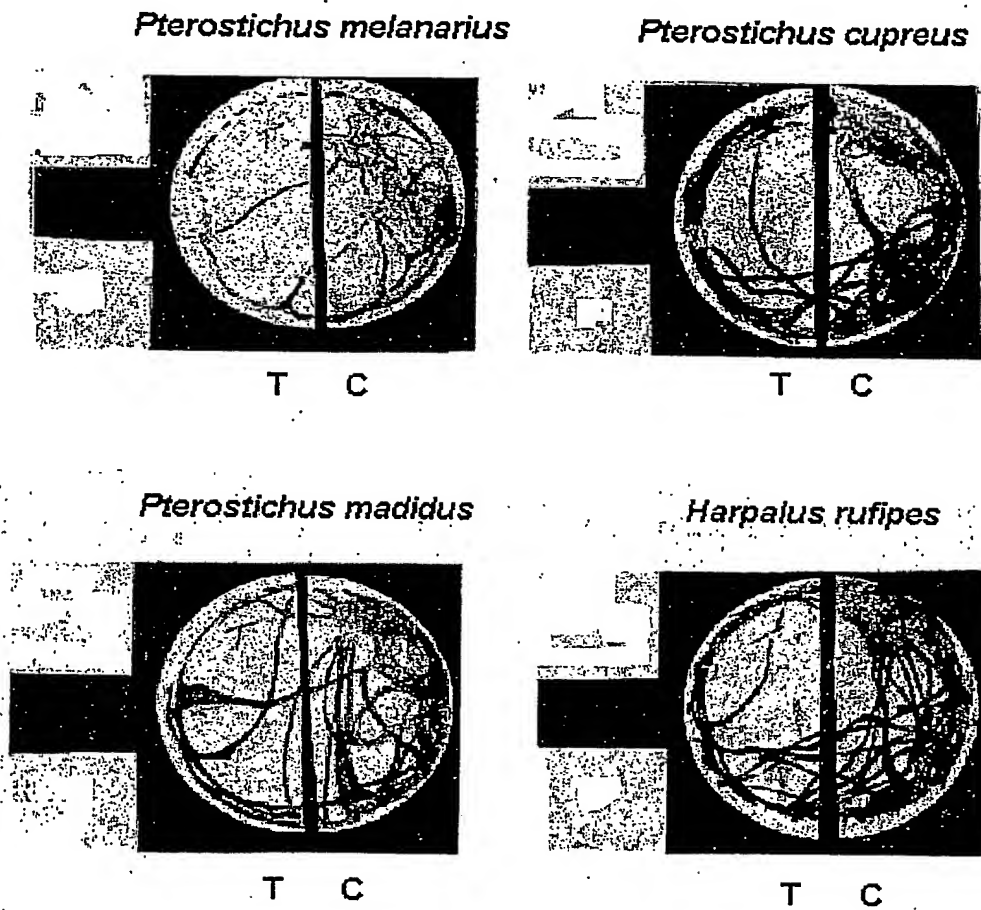 Pterostichus melanarius
Pterostichus cupreus
T C
T C
Pterostichus madidus
Harpalus rufipes
T C
T C